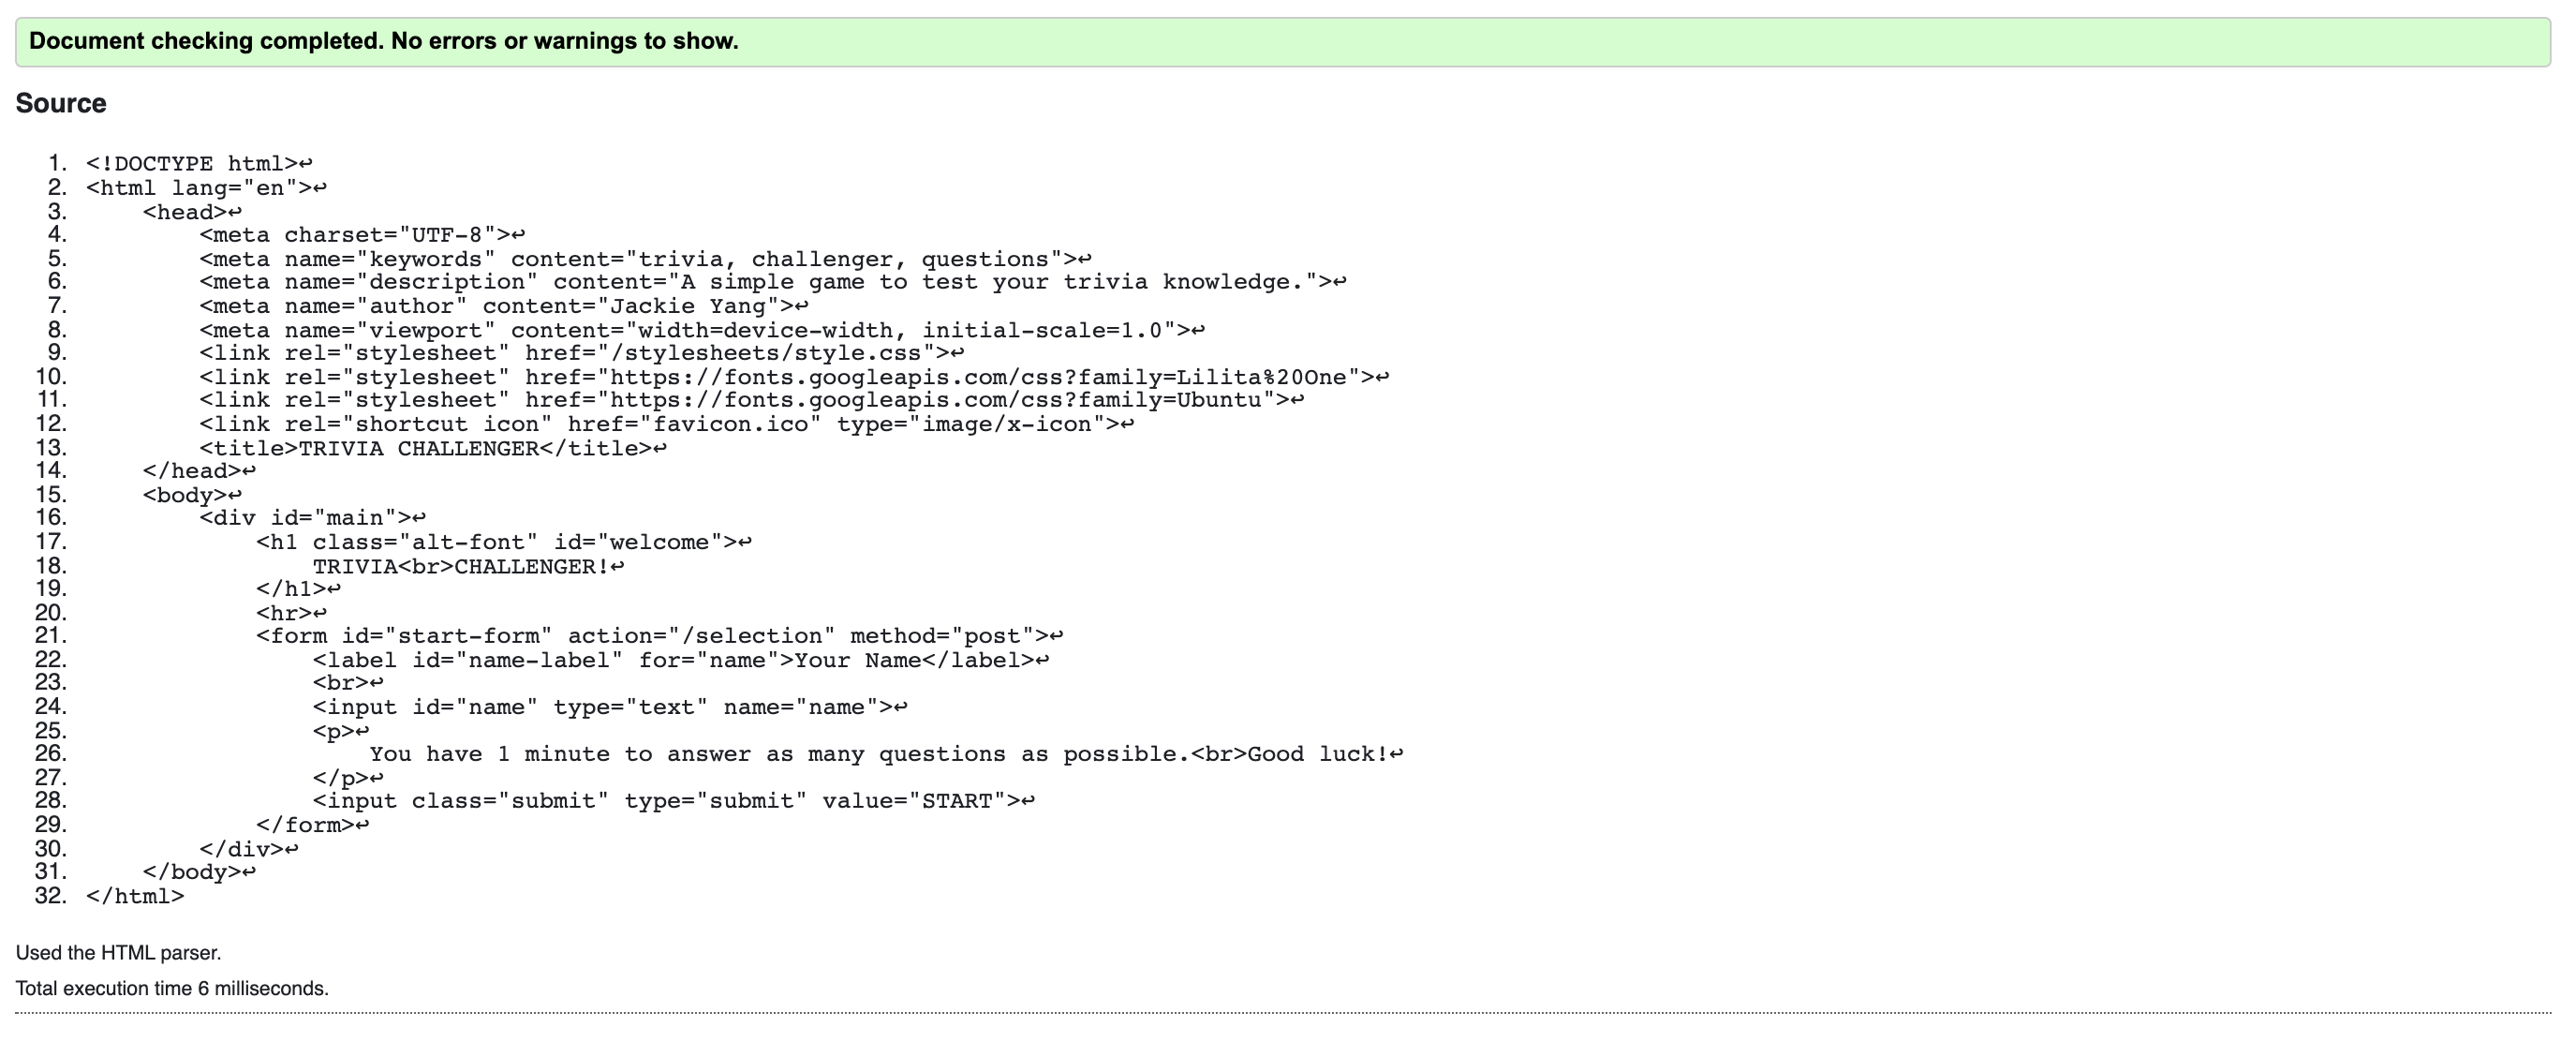 Document checking completed. No errors or warnings to show.
Source
1. <!DOCTYPE html>↩
2. <html lang="en">↩
3.     <head>↩
4.         <meta charset="UTF-8">↩
5.         <meta name="keywords" content="trivia, challenger, questions">↩
6.         <meta name="description" content="A simple game to test your trivia knowledge.">↩
7.         <meta name="author" content="Jackie Yang">↩
8.         <meta name="viewport" content="width=device-width, initial-scale=1.0">↩
9.         <link rel="stylesheet" href="/stylesheets/style.css">↩
10.         <link rel="stylesheet" href="https://fonts.googleapis.com/css?family=Lilita%20One">↩
11.         <link rel="stylesheet" href="https://fonts.googleapis.com/css?family=Ubuntu">↩
12.         <link rel="shortcut icon" href="favicon.ico" type="image/x-icon">↩
13.         <title>TRIVIA CHALLENGER</title>↩
14.     </head>↩
15.     <body>↩
16.         <div id="main">↩
17.             <h1 class="alt-font" id="welcome">↩
18.                 TRIVIA<br>CHALLENGER!↩
19.             </h1>↩
20.             <hr>↩
21.             <form id="start-form" action="/selection" method="post">↩
22.                 <label id="name-label" for="name">Your Name</label>↩
23.                 <br>↩
24.                 <input id="name" type="text" name="name">↩
25.                 <p>↩
26.                     You have 1 minute to answer as many questions as possible.<br>Good luck!↩
27.                 </p>↩
28.                 <input class="submit" type="submit" value="START">↩
29.             </form>↩
30.         </div>↩
31.     </body>↩
32. </html>
Used the HTML parser.
Total execution time 6 milliseconds.